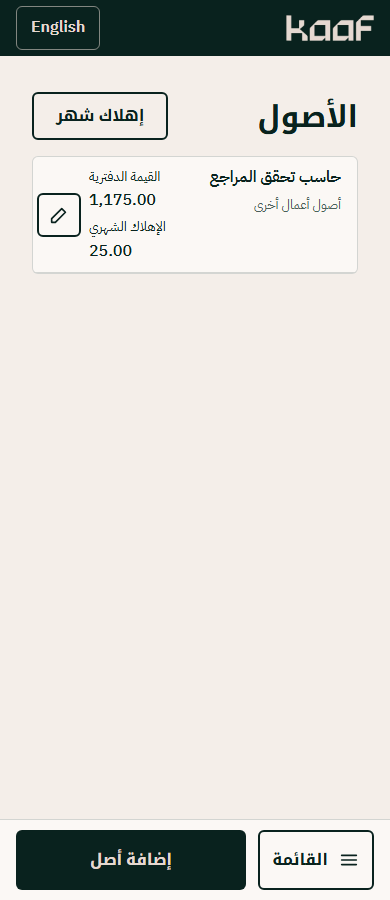 kaaf
English
الأصول
إهلاك شهر
حاسب تحقق المراجع
أصول أعمال أخرى
القيمة الدفترية
1,175.00
الإهلاك الشهري
25.00
القائمة
إضافة أصل